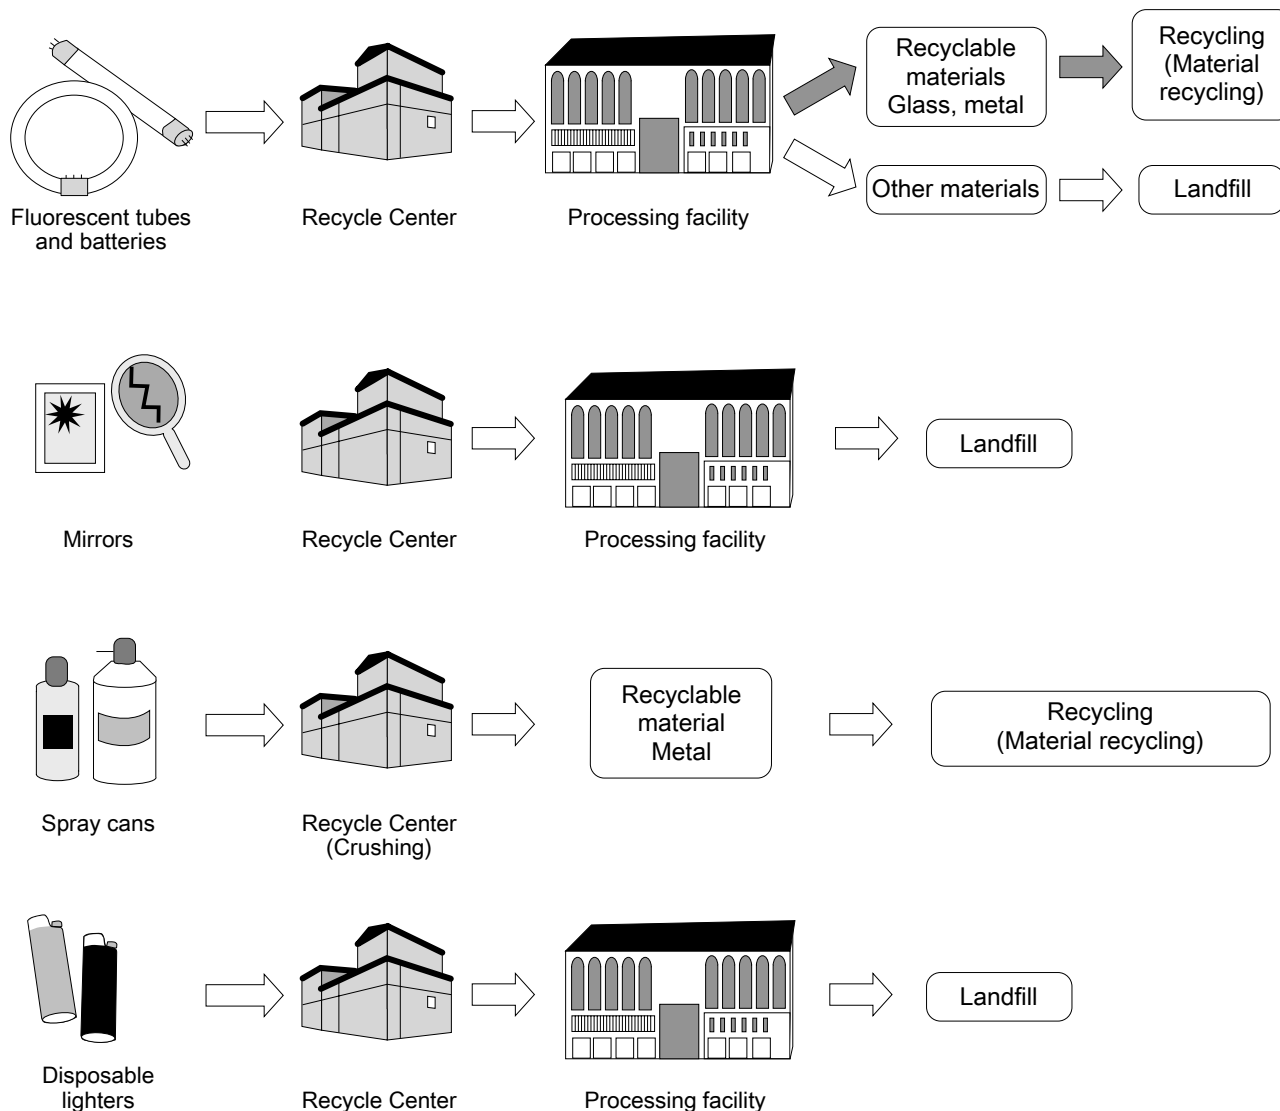 Fluorescent tubes
and batteries
Recycle Center
Processing facility
Recyclable
materials
Glass, metal
Recycling
(Material
recycling)
Other materials
Landfill
Mirrors
Recycle Center
Processing facility
Landfill
Spray cans
Recycle Center
(Crushing)
Recyclable
material
Metal
Recycling
(Material recycling)
Disposable
lighters
Recycle Center
Processing facility
Landfill